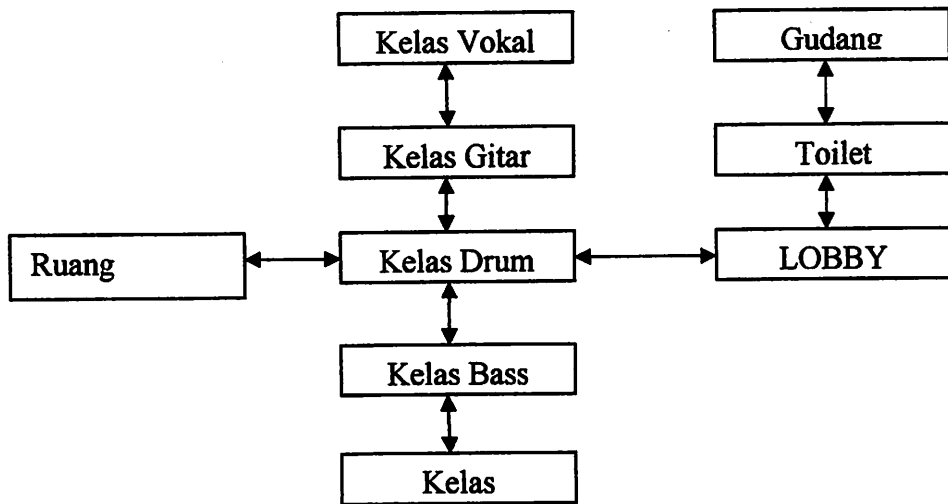 Kelas Vokal
Gudang
Kelas Gitar
Toilet
Ruang
Kelas Drum
LOBBY
Kelas Bass
Kelas